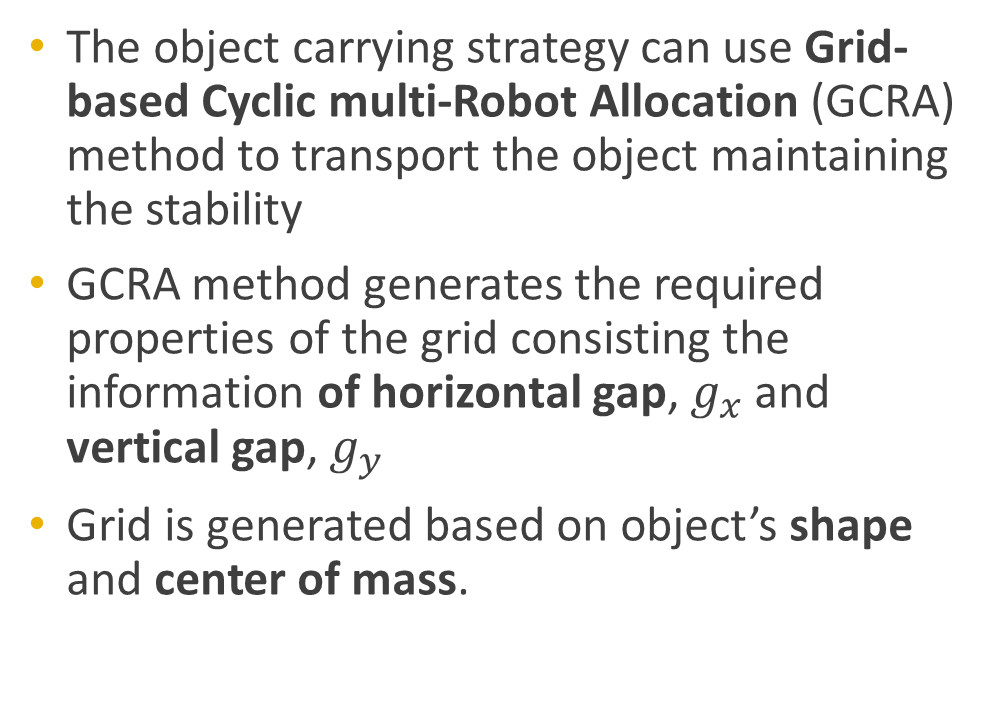 • The object carrying strategy can use Grid-
based Cyclic multi-Robot Allocation (GCRA)
method to transport the object maintaining
the stability
• GCRA method generates the required
properties of the grid consisting the
information of horizontal gap, gₓ and
vertical gap, g_y
• Grid is generated based on object’s shape
and center of mass.